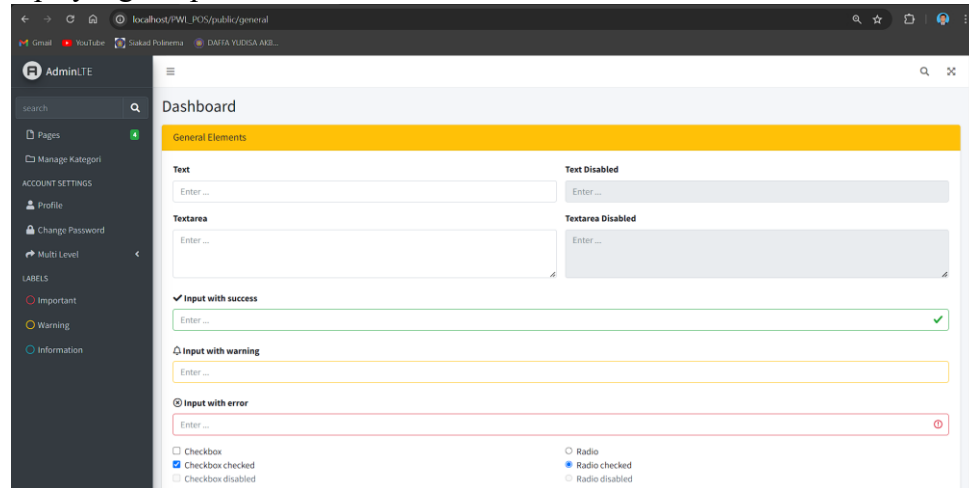 localhost/PWL_POS/public/general
Gmail YouTube Siakad Polinema DAFFA YUDISA AKB...
AdminLTE
search
Dashboard
Pages 4
General Elements
Manage Kategori
Text Text Disabled
ACCOUNT SETTINGS
Enter ... Enter ...
Profile
Textarea Textarea Disabled
Change Password
Enter ... Enter ...
Multi Level
LABELS
Important
Input with success
Enter ...
Warning
Information
Input with warning
Enter ...
Input with error
Enter ...
Checkbox Radio
Checkbox checked Radio checked
Checkbox disabled Radio disabled